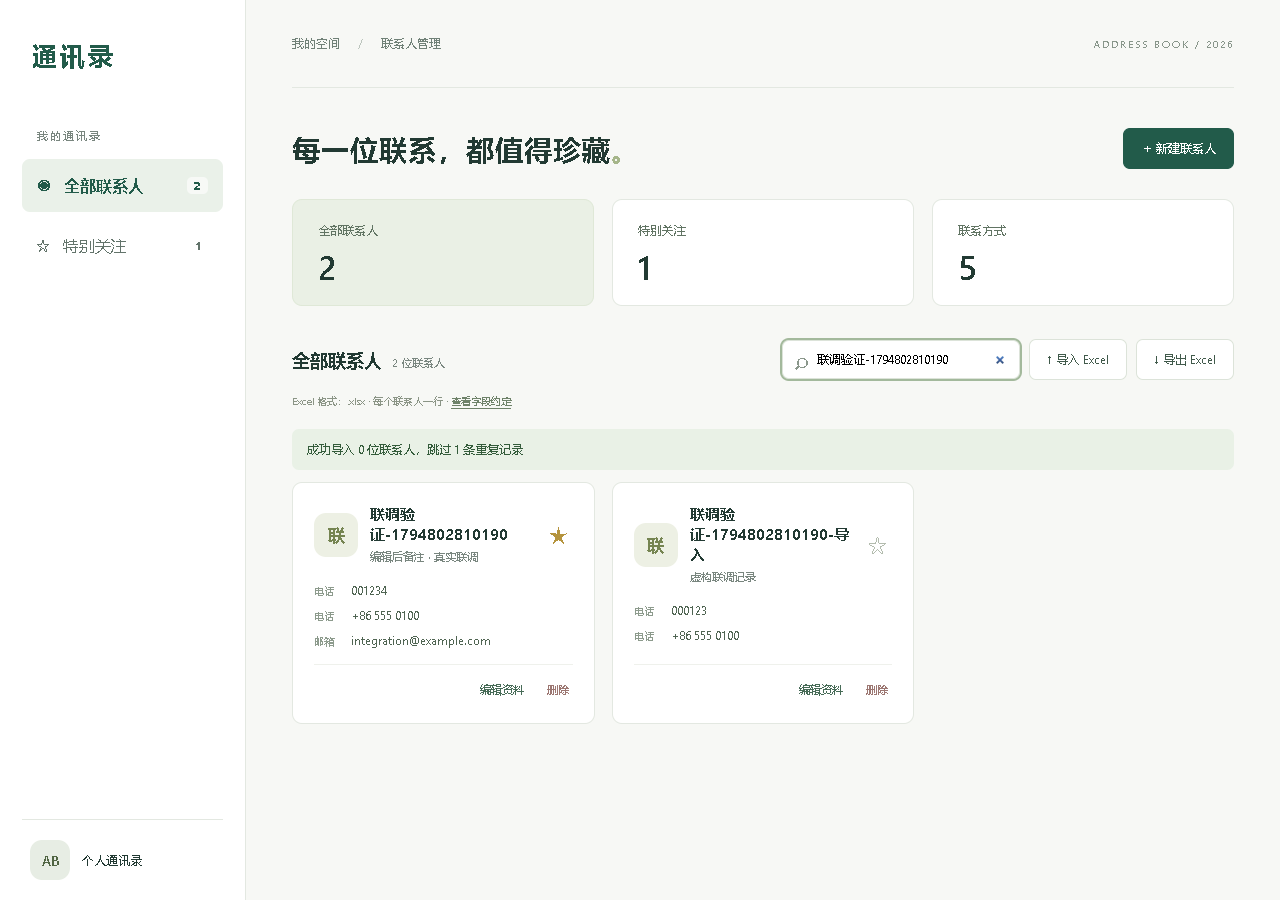 通讯录
我的通讯录
全部联系人 2
☆ 特别关注 1
AB 个人通讯录
我的空间 / 联系人管理
ADDRESS BOOK / 2026
每一位联系，都值得珍藏。
+ 新建联系人
全部联系人
2
特别关注
1
联系方式
5
全部联系人 2 位联系人
联调验证-1794802810190
↑ 导入 Excel
↓ 导出 Excel
Excel 格式：.xlsx · 每个联系人一行 · 查看字段约定
成功导入 0 位联系人，跳过 1 条重复记录
联
联调验
证-1794802810190
★
编辑后备注 · 真实联调
电话 001234
电话 +86 555 0100
邮箱 integration@example.com
编辑资料 删除
联
联调验
证-1794802810190-导
入
☆
虚构联调记录
电话 000123
电话 +86 555 0100
编辑资料 删除